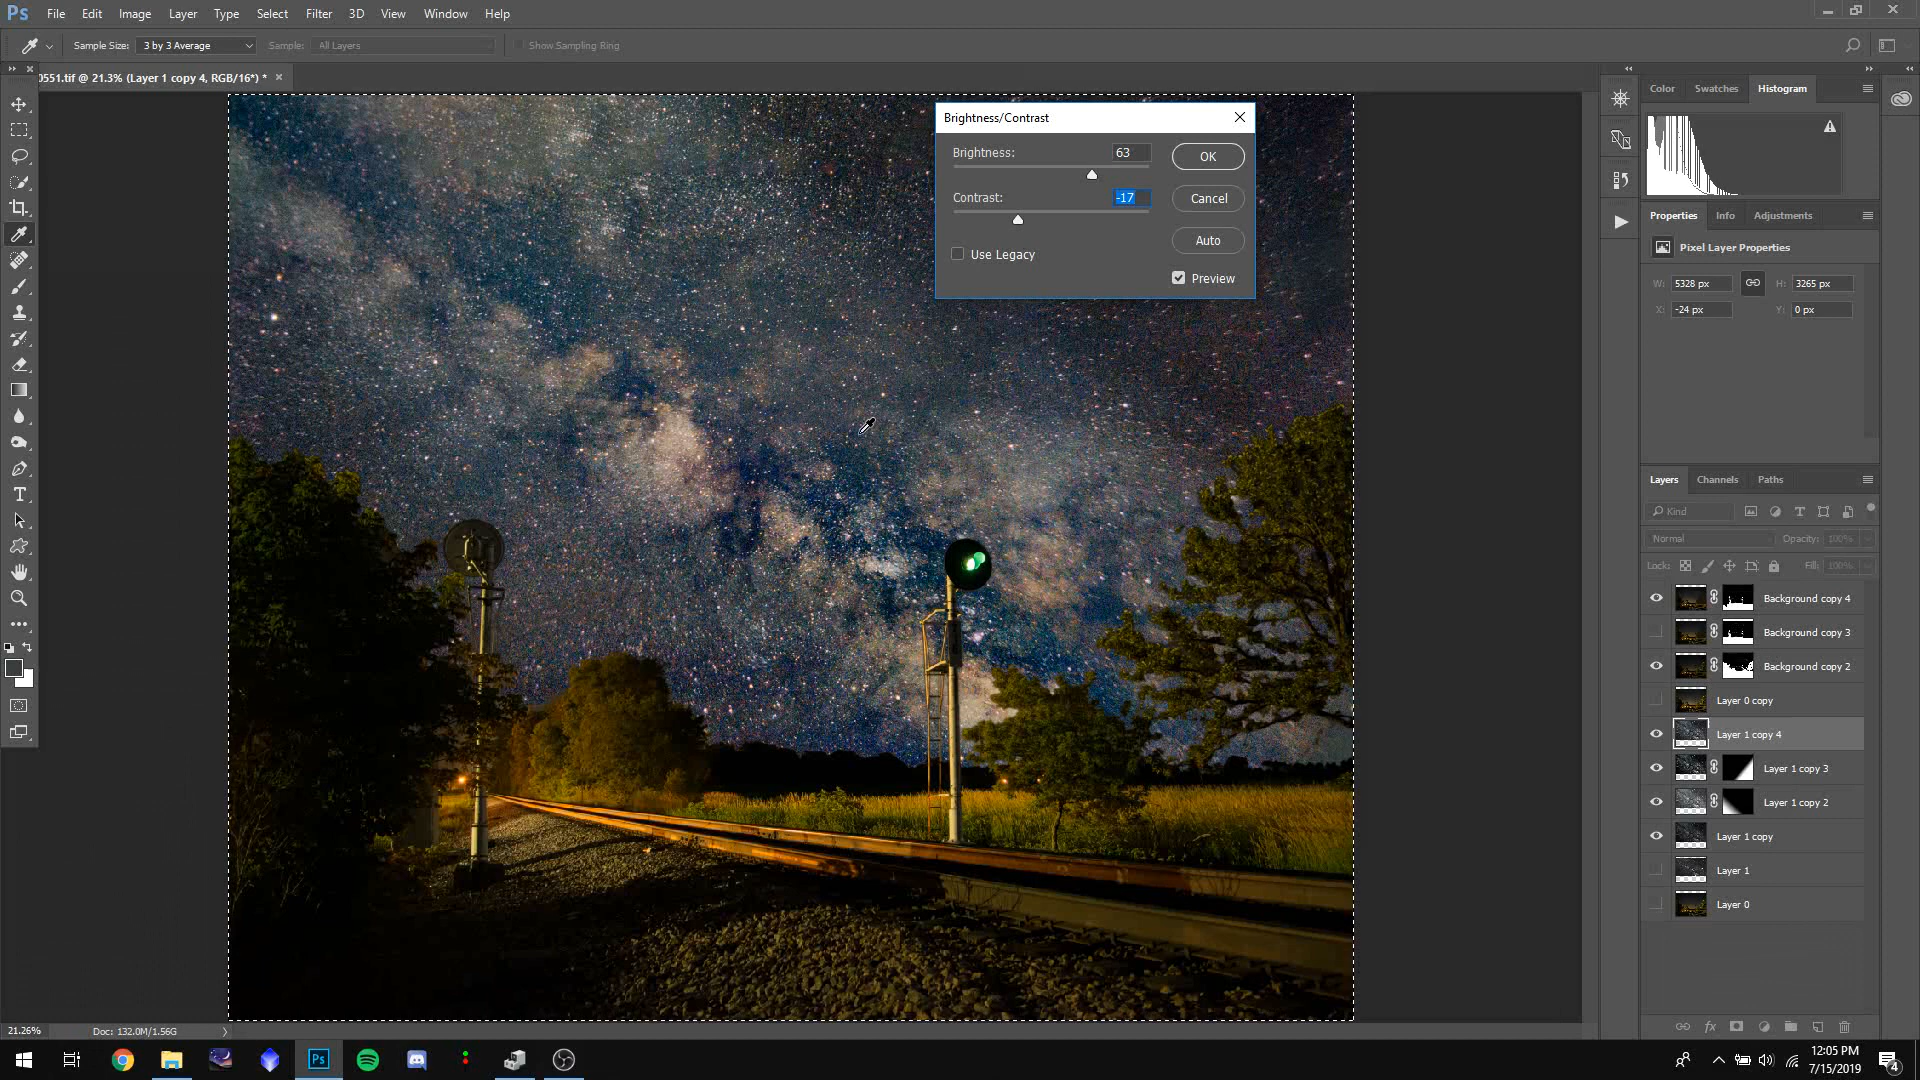 Ps File Edit Image Layer Type Select Filter 3D View Window Help
Sample Size: 3 by 3 Average Sample: All Layers Show Sampling Ring
0551.tif @ 21.3% (Layer 1 copy 4, RGB/16*) *
Brightness/Contrast
Brightness: 63
OK
Contrast: -17
Cancel
Auto
Use Legacy
Preview
Color Swatches Histogram
Properties Info Adjustments
Pixel Layer Properties
W: 5328 px H: 3265 px
X: -24 px Y: 0 px
Layers Channels Paths
Kind
Normal Opacity: 100%
Lock: Fill: 100%
Background copy 4
Background copy 3
Background copy 2
Layer 0 copy
Layer 1 copy 4
Layer 1 copy 3
Layer 1 copy 2
Layer 1 copy
Layer 1
Layer 0
fx
21.26% Doc: 132.0M/1.56G
Ps
12:05 PM
7/15/2019
4